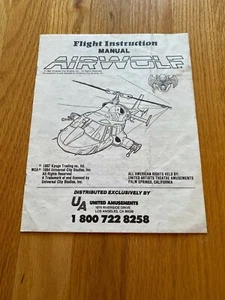 Flight Instruction
MANUAL
AIRWOLF
© 1987 Kyugo Trading co. ltd.
MCA® 1984 Universal City Studios, Inc.
All Rights Reserved
A Trademark of and licensed by
Universal City Studios, Inc.
ALL AMERICAN RIGHTS HELD BY:
UNITED ARTISTS THEATRE AMUSEMENTS
PALM SPRINGS, CALIFORNIA
DISTRIBUTED EXCLUSIVELY BY
UA UNITED AMUSEMENTS
RIVERSIDE DRIVE
LOS ANGELES, CA
1 800 722 8258